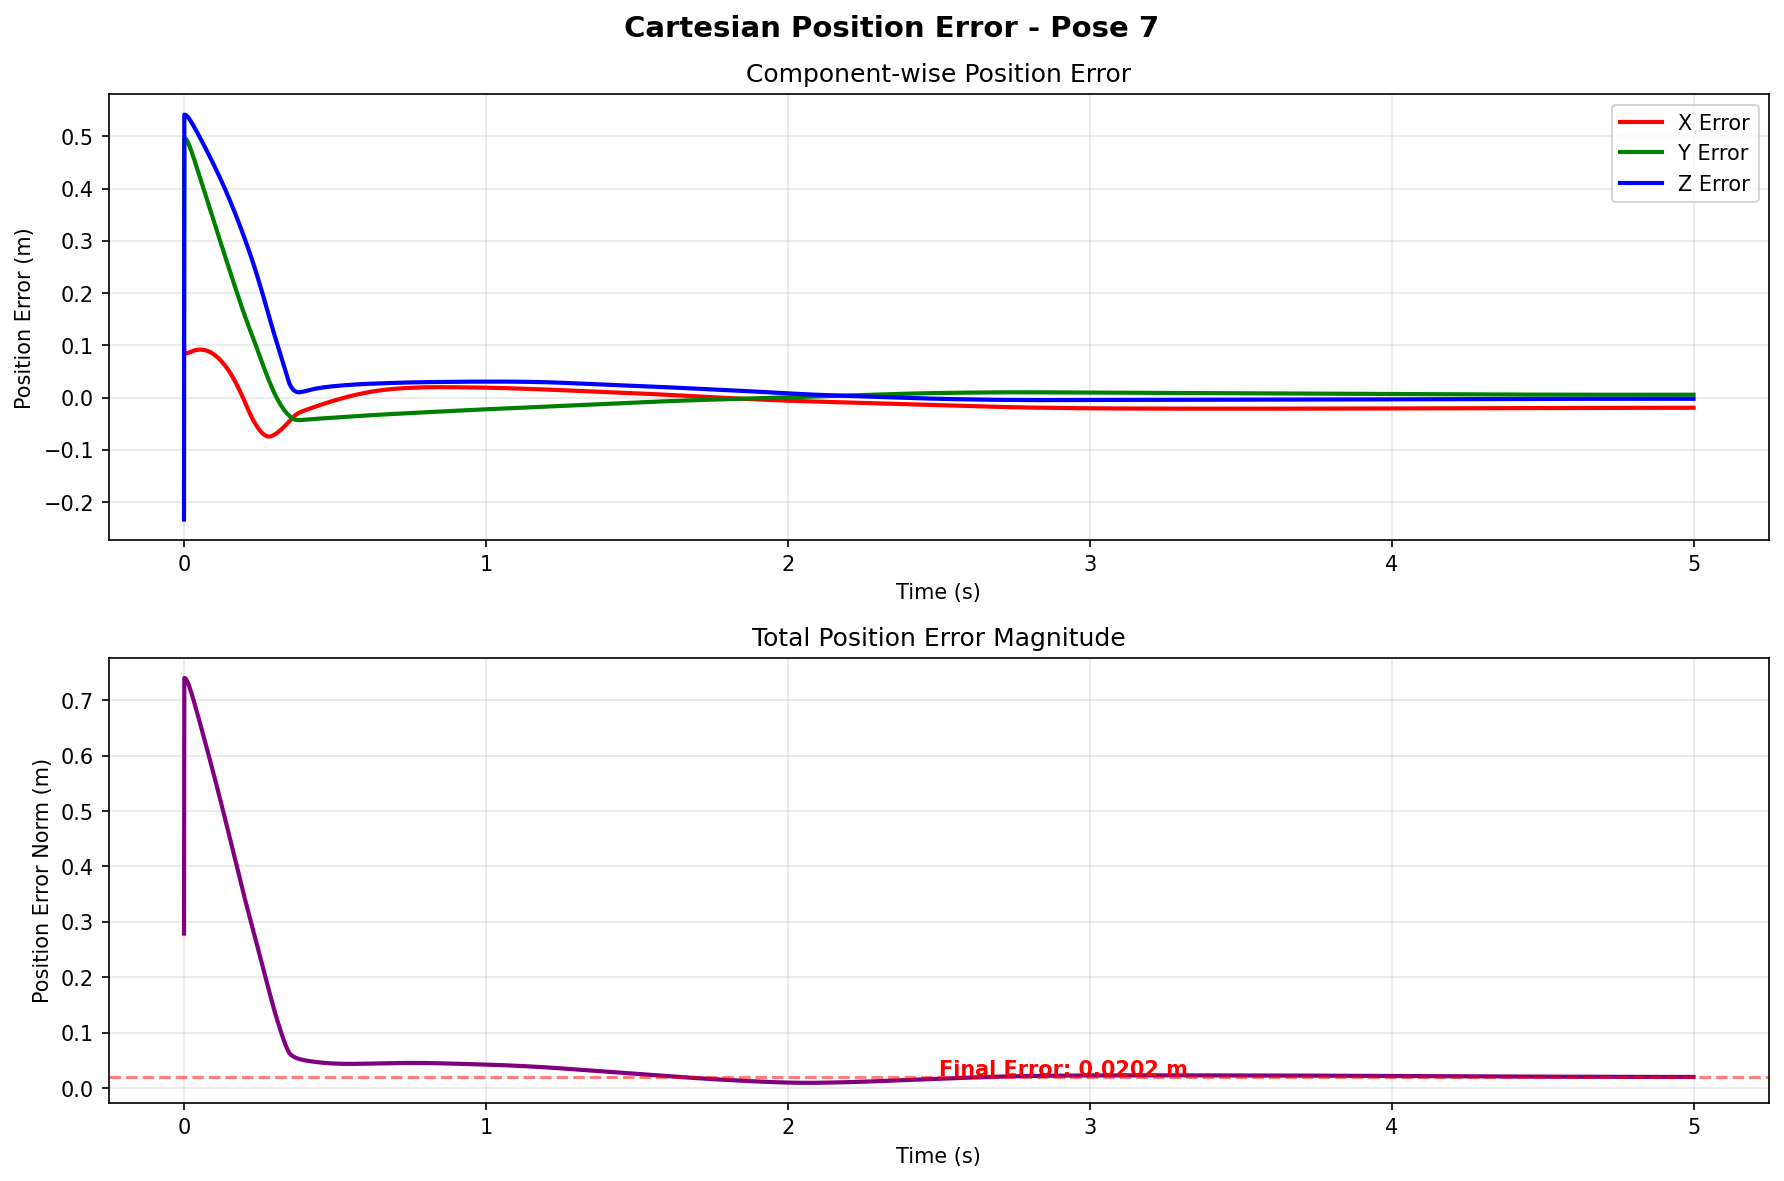 Cartesian Position Error - Pose 7
Component-wise Position Error
Position Error (m)
0.5
0.4
0.3
0.2
0.1
0.0
−0.1
−0.2
X Error
Y Error
Z Error
0 1 2 3 4 5
Time (s)
Total Position Error Magnitude
Position Error Norm (m)
0.7
0.6
0.5
0.4
0.3
0.2
0.1
0.0
Final Error: 0.0202 m
0 1 2 3 4 5
Time (s)